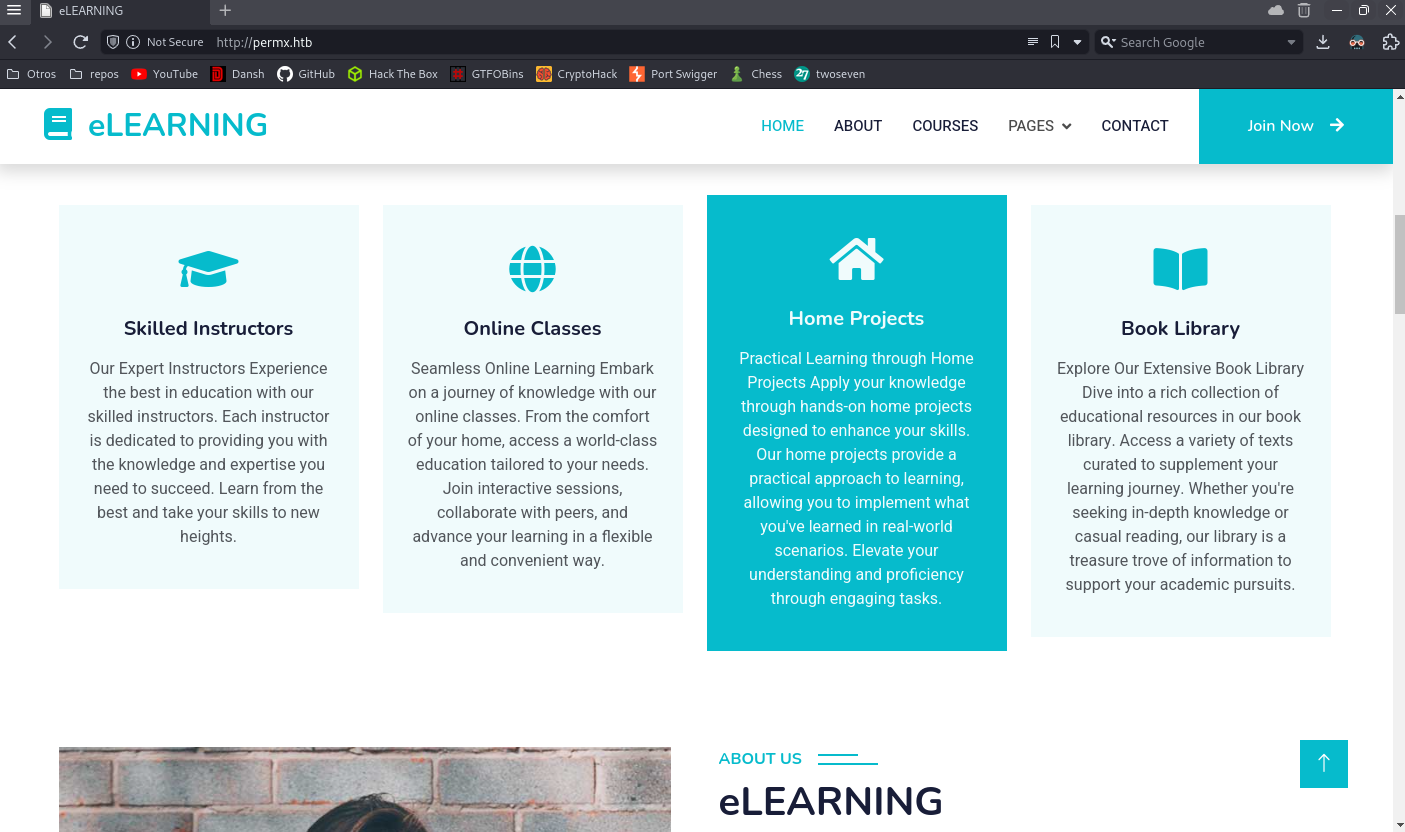 eLEARNING
Not Secure http://permx.htb
Search Google
Otros repos YouTube Dansh GitHub Hack The Box GTFOBins CryptoHack Port Swigger Chess twoseven
eLEARNING
HOME ABOUT COURSES PAGES CONTACT Join Now
Skilled Instructors
Our Expert Instructors Experience
the best in education with our
skilled instructors. Each instructor
is dedicated to providing you with
the knowledge and expertise you
need to succeed. Learn from the
best and take your skills to new
heights.
Online Classes
Seamless Online Learning Embark
on a journey of knowledge with our
online classes. From the comfort
of your home, access a world-class
education tailored to your needs.
Join interactive sessions,
collaborate with peers, and
advance your learning in a flexible
and convenient way.
Home Projects
Practical Learning through Home
Projects Apply your knowledge
through hands-on home projects
designed to enhance your skills.
Our home projects provide a
practical approach to learning,
allowing you to implement what
you've learned in real-world
scenarios. Elevate your
understanding and proficiency
through engaging tasks.
Book Library
Explore Our Extensive Book Library
Dive into a rich collection of
educational resources in our book
library. Access a variety of texts
curated to supplement your
learning journey. Whether you're
seeking in-depth knowledge or
casual reading, our library is a
treasure trove of information to
support your academic pursuits.
ABOUT US
eLEARNING